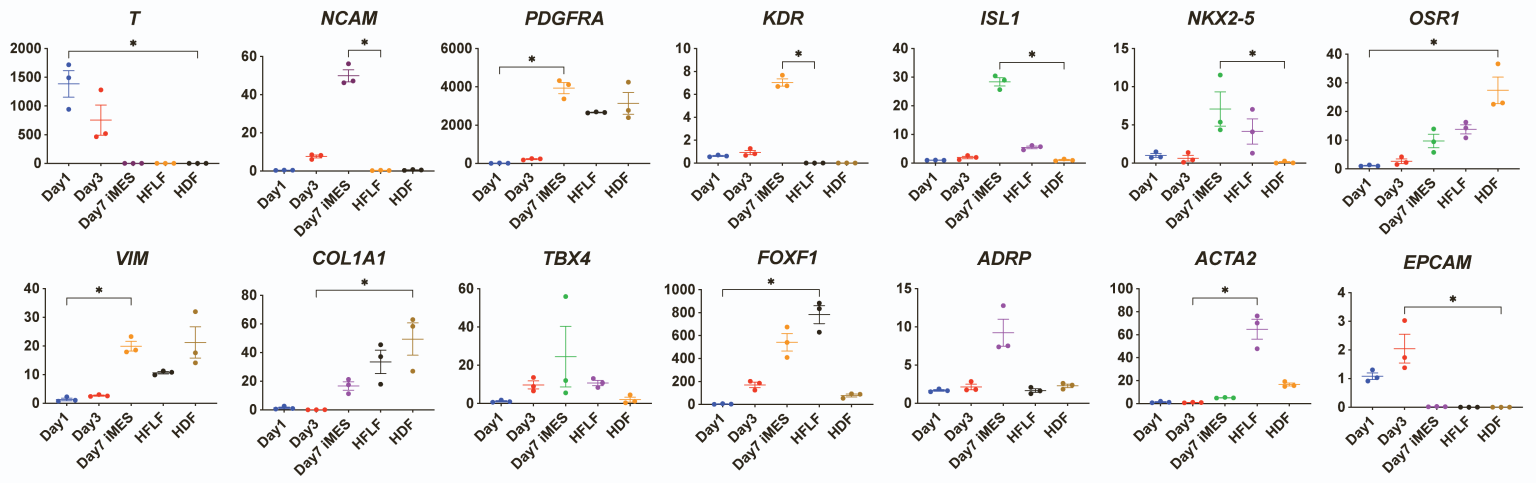 T
*
2000
1500
1000
500
0
Day1
Day3
Day7 iMES
HFLF
HDF
NCAM
*
60
40
20
0
Day1
Day3
Day7 iMES
HFLF
HDF
PDGFRA
*
6000
4000
2000
0
Day1
Day3
Day7 iMES
HFLF
HDF
KDR
*
10
8
6
4
2
0
Day1
Day3
Day7 iMES
HFLF
HDF
ISL1
*
40
30
20
10
0
Day1
Day3
Day7 iMES
HFLF
HDF
NKX2-5
*
15
10
5
0
Day1
Day3
Day7 iMES
HFLF
HDF
OSR1
*
40
30
20
10
0
Day1
Day3
Day7 iMES
HFLF
HDF
VIM
*
40
30
20
10
0
Day1
Day3
Day7 iMES
HFLF
HDF
COL1A1
*
80
60
40
20
0
Day1
Day3
Day7 iMES
HFLF
HDF
TBX4
60
40
20
0
Day1
Day3
Day7 iMES
HFLF
HDF
FOXF1
*
1000
800
600
400
200
0
Day1
Day3
Day7 iMES
HFLF
HDF
ADRP
15
10
5
0
Day1
Day3
Day7 iMES
HFLF
HDF
ACTA2
*
100
80
60
40
20
0
Day1
Day3
Day7 iMES
HFLF
HDF
EPCAM
*
4
3
2
1
0
Day1
Day3
Day7 iMES
HFLF
HDF